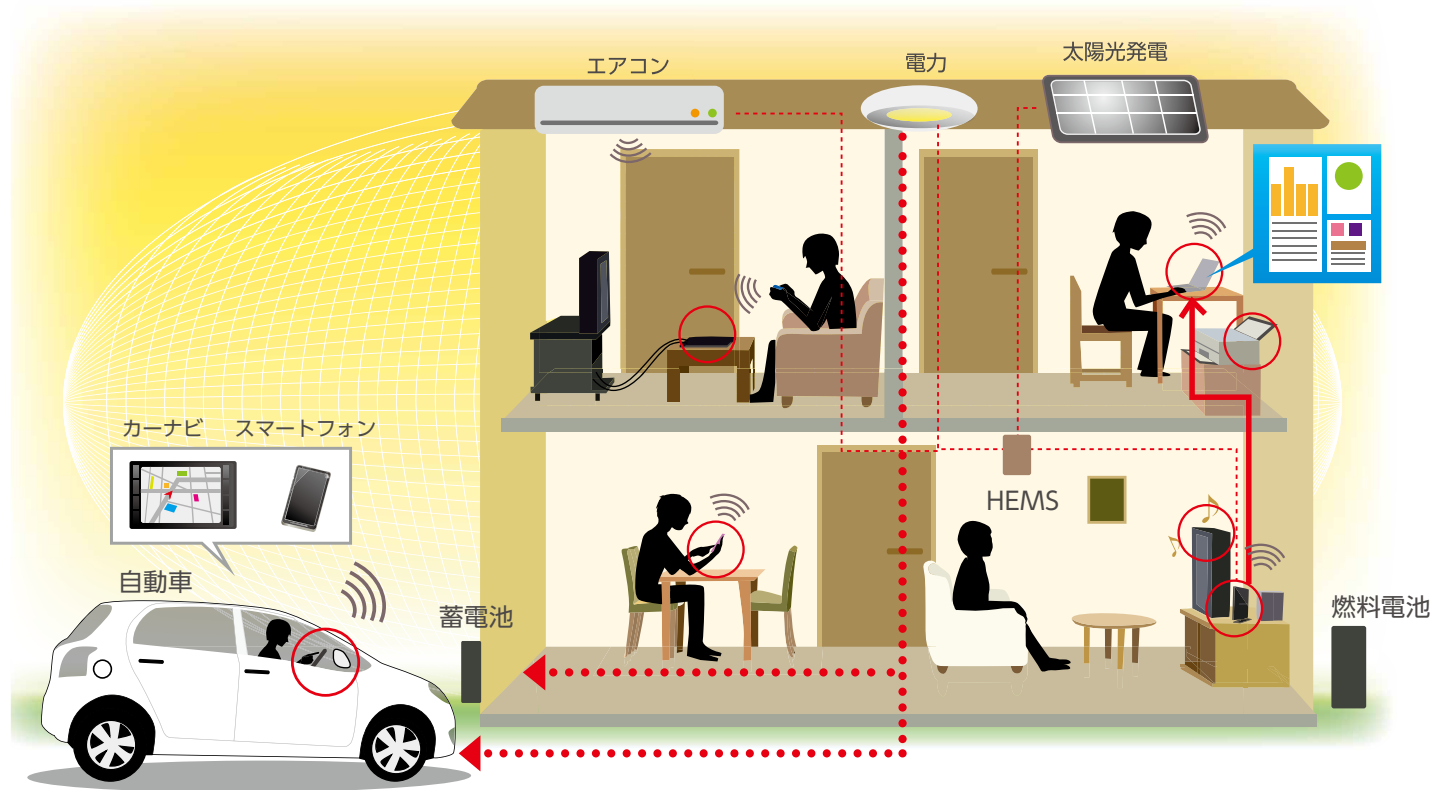 エアコン
電力
太陽光発電
カーナビ
スマートフォン
HEMS
自動車
蓄電池
燃料電池